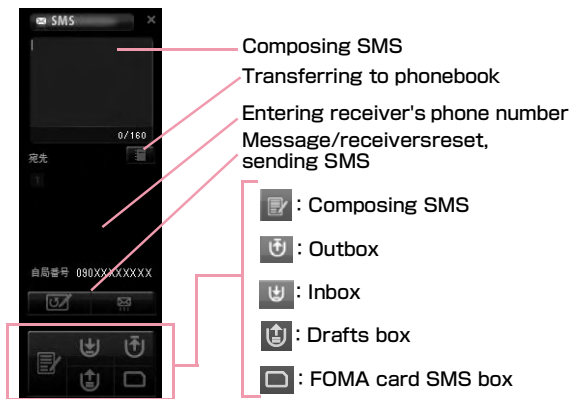 SMS ×
Composing SMS
Transferring to phonebook
0/160
宛先
1
Entering receiver's phone number
Message/receiversreset,
sending SMS
自局番号 090XXXXXXXX
: Composing SMS
: Outbox
: Inbox
: Drafts box
: FOMA card SMS box